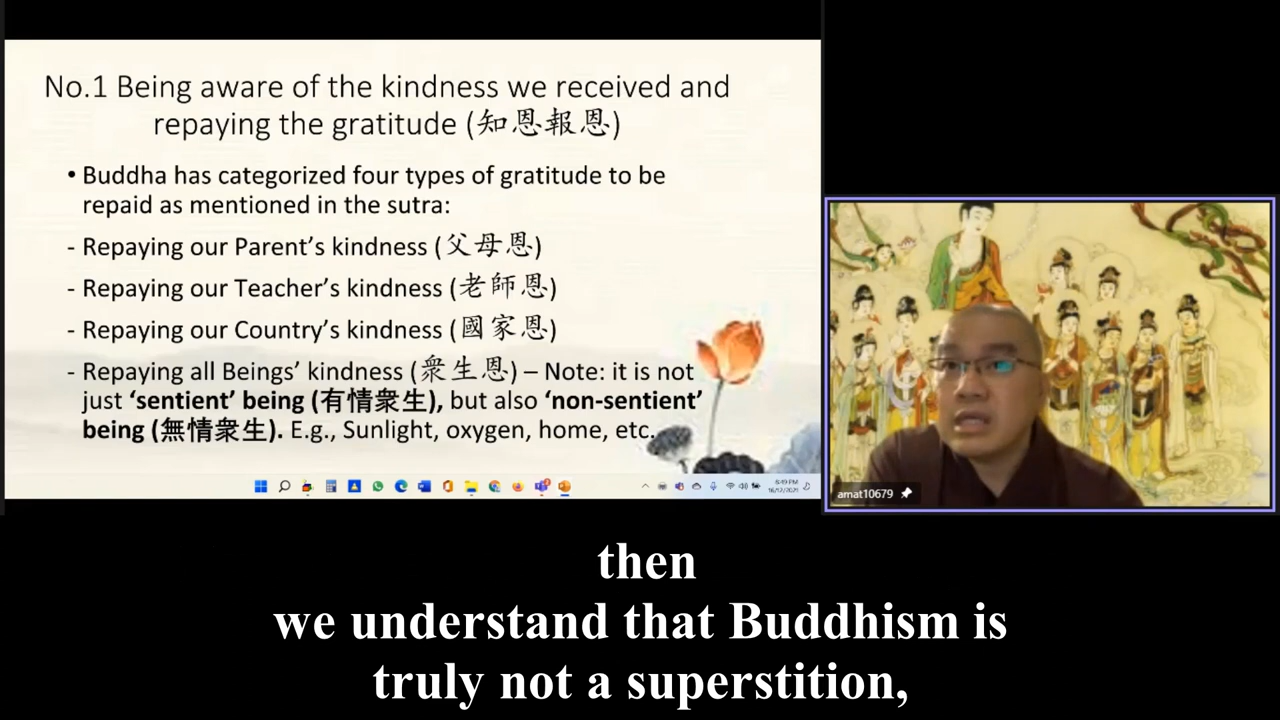 No.1 Being aware of the kindness we received and
repaying the gratitude (知恩報恩)
• Buddha has categorized four types of gratitude to be
repaid as mentioned in the sutra:
- Repaying our Parent's kindness (父母恩)
- Repaying our Teacher's kindness (老師恩)
- Repaying our Country's kindness (國家恩)
- Repaying all Beings' kindness (衆生恩) – Note: it is not
just ‘sentient’ being (有情衆生), but also ‘non-sentient’
being (無情衆生). E.g., Sunlight, oxygen, home, etc.
amat10679
then
we understand that Buddhism is
truly not a superstition,